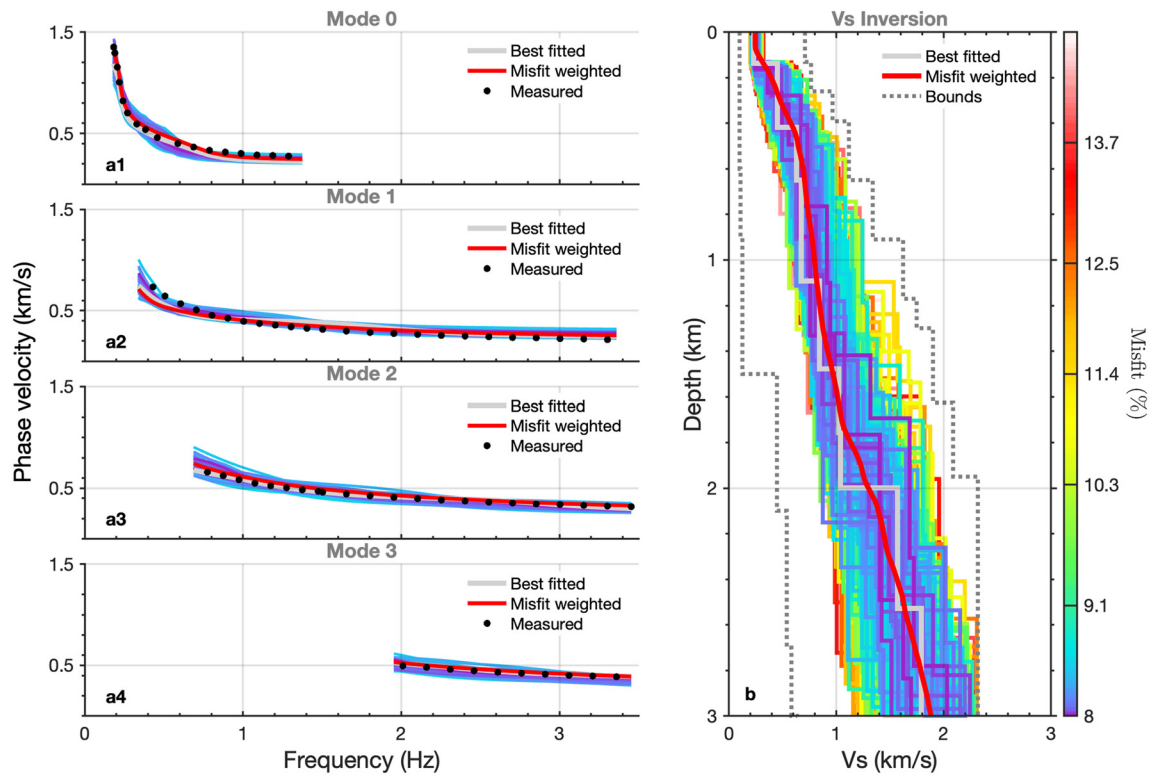 Mode 0
1.5
0.5
Best fitted
Misfit weighted
Measured
a1
Mode 1
1.5
0.5
Best fitted
Misfit weighted
Measured
a2
Mode 2
1.5
0.5
Best fitted
Misfit weighted
Measured
a3
Mode 3
1.5
0.5
Best fitted
Misfit weighted
Measured
a4
0 1 2 3
Frequency (Hz)
Phase velocity (km/s)
Vs Inversion
0
1
2
3
Depth (km)
Best fitted
Misfit weighted
Bounds
b
0 1 2 3
Vs (km/s)
13.7
12.5
11.4
10.3
9.1
8
Misfit (%)